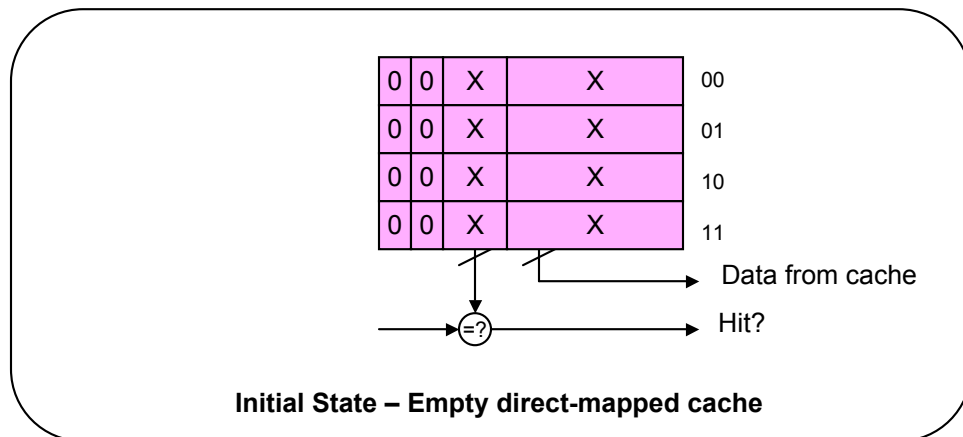 0 0 X X 00
0 0 X X 01
0 0 X X 10
0 0 X X 11
Data from cache
=? Hit?
Initial State – Empty direct-mapped cache